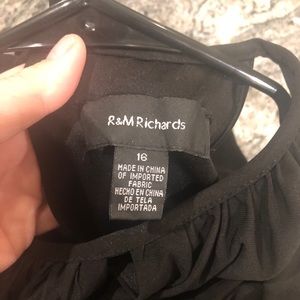 R&M Richards
16
MADE IN CHINA
OF IMPORTED
FABRIC
HECHO EN CHINA
DE TELA
IMPORTADA